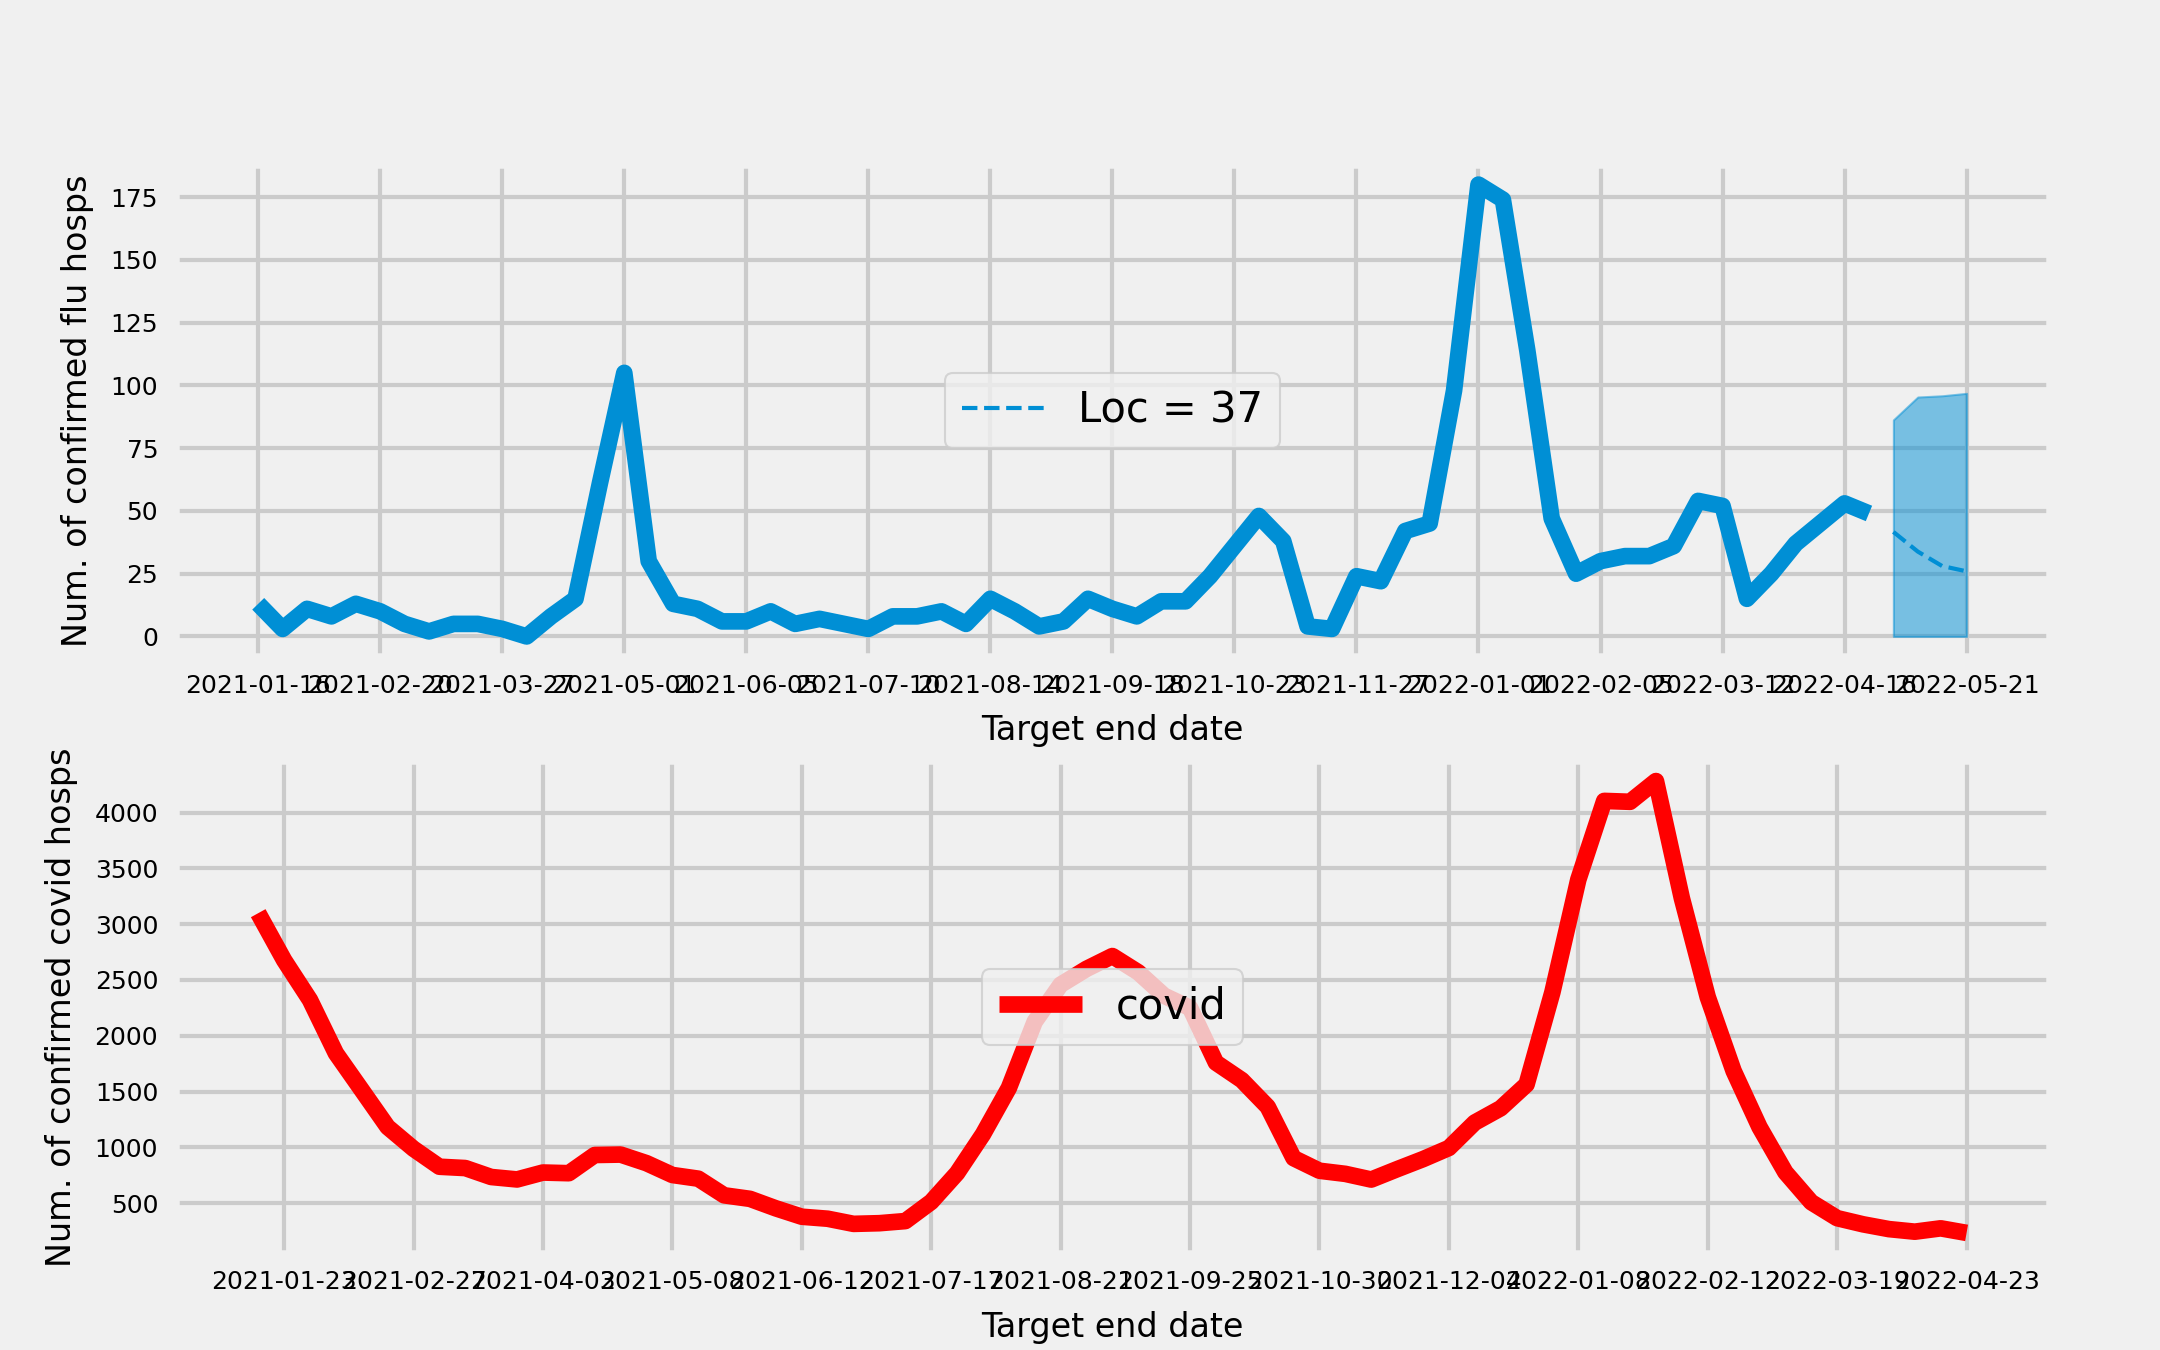 Num. of confirmed flu hosps
175
150
125
100
75
50
25
0
Loc = 37
2021-01-16 2021-02-20 2021-03-27 2021-05-01 2021-06-05 2021-07-10 2021-08-14 2021-09-18 2021-10-23 2021-11-27 2022-01-01 2022-02-05 2022-03-12 2022-04-16 2022-05-21
Target end date
Num. of confirmed covid hosps
4000
3500
3000
2500
2000
1500
1000
500
covid
2021-01-23 2021-02-27 2021-04-03 2021-05-08 2021-06-12 2021-07-17 2021-08-21 2021-09-25 2021-10-30 2021-12-04 2022-01-08 2022-02-12 2022-03-19 2022-04-23
Target end date